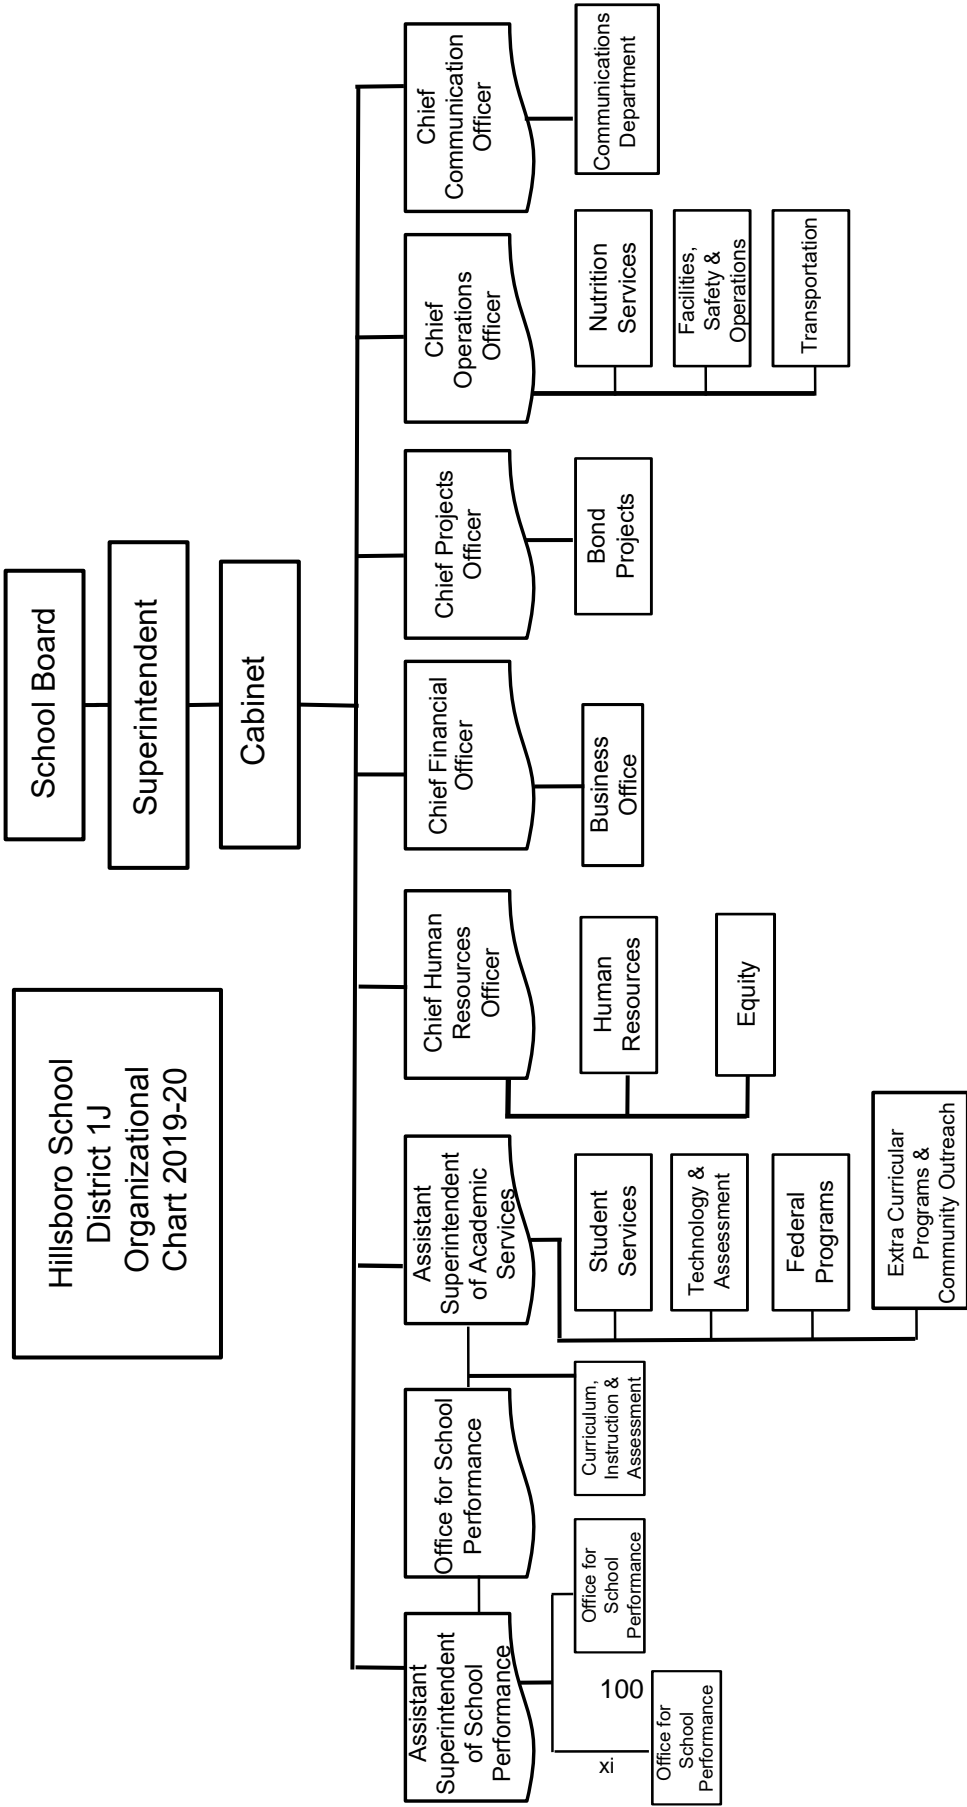 Hillsboro School
District 1J
Organizational
Chart 2019-20
School Board
Superintendent
Cabinet
Assistant
Superintendent
of School
Performance
Office for School
Performance
Assistant
Superintendent
of Academic
Services
Chief Human
Resources
Officer
Chief Financial
Officer
Chief Projects
Officer
Chief
Operations
Officer
Chief
Communication
Officer
Office for
School
Performance
Office for
School
Performance
Curriculum,
Instruction &
Assessment
Student
Services
Technology &
Assessment
Federal
Programs
Extra Curricular
Programs &
Community Outreach
Human
Resources
Equity
Business
Office
Bond
Projects
Nutrition
Services
Facilities,
Safety &
Operations
Transportation
Communications
Department
100
xi